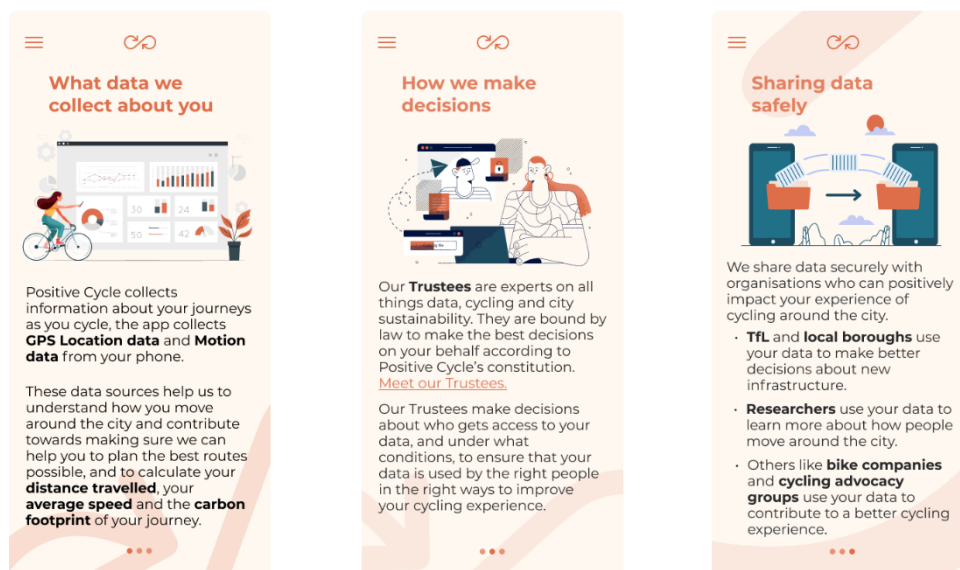 What data we
collect about you
30
24
50
42
Positive Cycle collects
information about your journeys
as you cycle, the app collects
GPS Location data and Motion
data from your phone.
These data sources help us to
understand how you move
around the city and contribute
towards making sure we can
help you to plan the best routes
possible, and to calculate your
distance travelled, your
average speed and the carbon
footprint of your journey.
How we make
decisions
Our Trustees are experts on all
things data, cycling and city
sustainability. They are bound by
law to make the best decisions
on your behalf according to
Positive Cycle's constitution.
Meet our Trustees.
Our Trustees make decisions
about who gets access to your
data, and under what
conditions, to ensure that your
data is used by the right people
in the right ways to improve
your cycling experience.
Sharing data
safely
We share data securely with
organisations who can positively
impact your experience of
cycling around the city.
• TfL and local boroughs use
your data to make better
decisions about new
infrastructure.
• Researchers use your data to
learn more about how people
move around the city.
• Others like bike companies
and cycling advocacy
groups use your data to
contribute to a better cycling
experience.